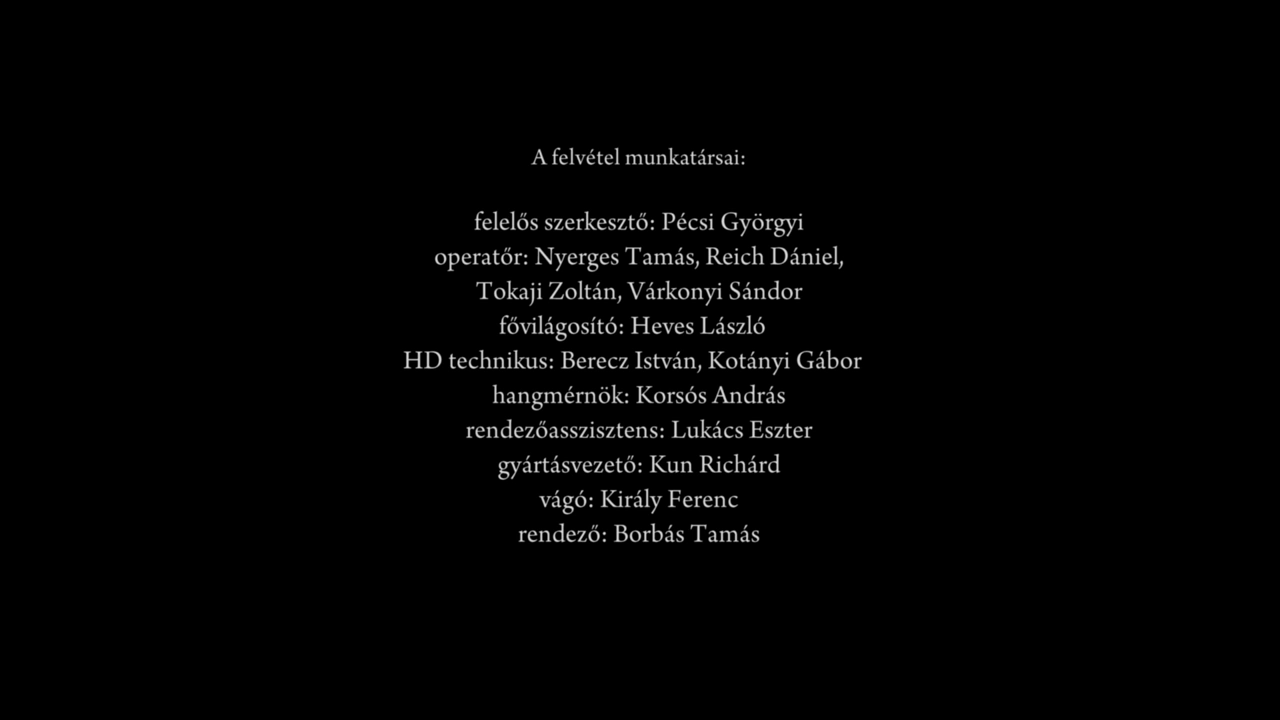 A felvétel munkatársai:
felelős szerkesztő: Pécsi Györgyi
operatőr: Nyerges Tamás, Reich Dániel,
Tokaji Zoltán, Várkonyi Sándor
fővilágosító: Heves László
HD technikus: Berecz István, Kotányi Gábor
hangmérnök: Korsós András
rendezőasszisztens: Lukács Eszter
gyártásvezető: Kun Richárd
vágó: Király Ferenc
rendező: Borbás Tamás